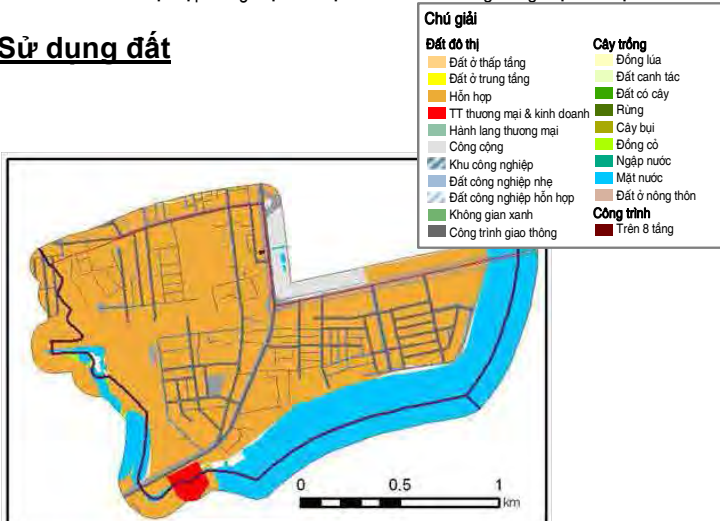 Sử dụng đất
Chú giải
Đất đô thị
Đất ở thấp tầng
Đất ở trung tầng
Hỗn hợp
TT thương mại & kinh doanh
Hành lang thương mại
Công cộng
Khu công nghiệp
Đất công nghiệp nhẹ
Đất công nghiệp hỗn hợp
Không gian xanh
Công trình giao thông
Cây trồng
Đồng lúa
Đất canh tác
Đất có cây
Rừng
Cây bụi
Đồng cỏ
Ngập nước
Mặt nước
Đất ở nông thôn
Công trình
Trên 8 tầng
0 0.5 1
km